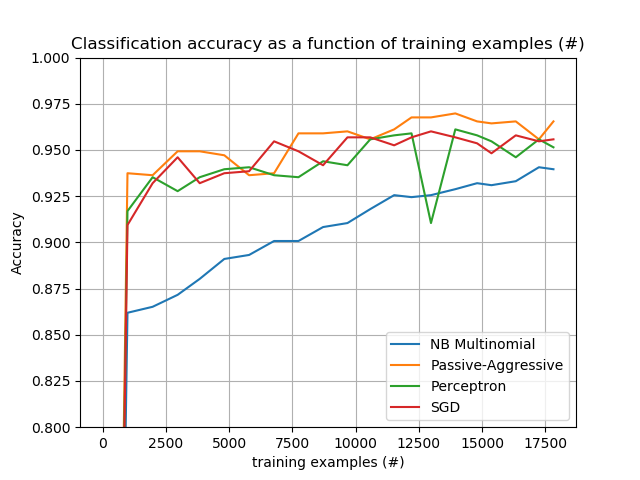 Classification accuracy as a function of training examples (#)
1.000
0.975
0.950
0.925
0.900
0.875
0.850
0.825
0.800
Accuracy
NB Multinomial
Passive-Aggressive
Perceptron
SGD
0
2500
5000
7500
10000
12500
15000
17500
training examples (#)